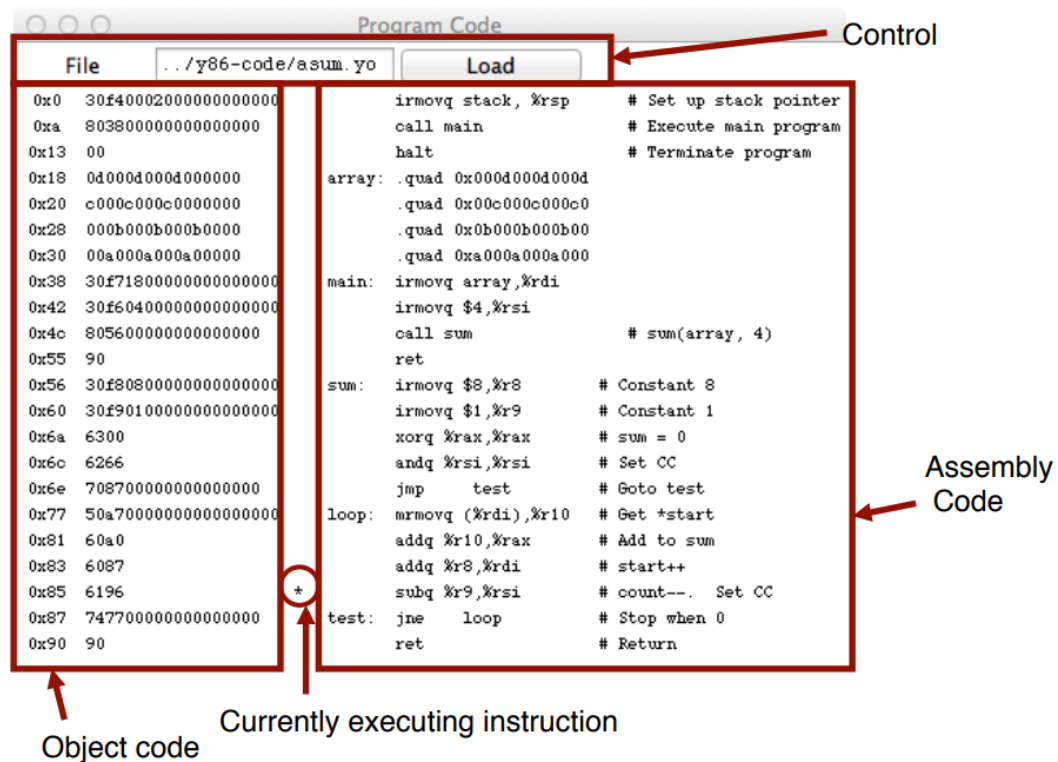 Program Code
Control
File ../y86-code/asum.yo Load
0x0 30f40002000000000000 irmovq stack, %rsp # Set up stack pointer
0xa 803800000000000000 call main # Execute main program
0x13 00 halt # Terminate program
0x18 0d000d000d000000 array: .quad 0x000d000d000d
0x20 c000c000c0000000 .quad 0x00c000c000c0
0x28 000b000b000b0000 .quad 0x0b000b000b00
0x30 00a000a000a00000 .quad 0xa000a000a000
0x38 30f71800000000000000 main: irmovq array,%rdi
0x42 30f60400000000000000 irmovq $4,%rsi
0x4c 805600000000000000 call sum # sum(array, 4)
0x55 90 ret
0x56 30f80800000000000000 sum: irmovq $8,%r8 # Constant 8
0x60 30f90100000000000000 irmovq $1,%r9 # Constant 1
0x6a 6300 xorq %rax,%rax # sum = 0
0x6c 6266 andq %rsi,%rsi # Set CC
0x6e 708700000000000000 jmp test # Goto test
0x77 50a70000000000000000 loop: mrmovq (%rdi),%r10 # Get *start
0x81 60a0 addq %r10,%rax # Add to sum
0x83 6087 addq %r8,%rdi # start++
0x85 6196 * subq %r9,%rsi # count--. Set CC
0x87 747700000000000000 test: jne loop # Stop when 0
0x90 90 ret # Return
Assembly
Code
Currently executing instruction
Object code